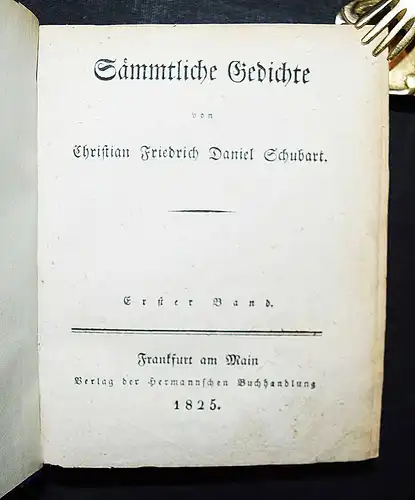 Sämmtliche Gedichte
von
Christian Friedrich Daniel Schubart.
Erster Band.
Frankfurt am Main
Verlag der Hermannschen Buchhandlung
1825.